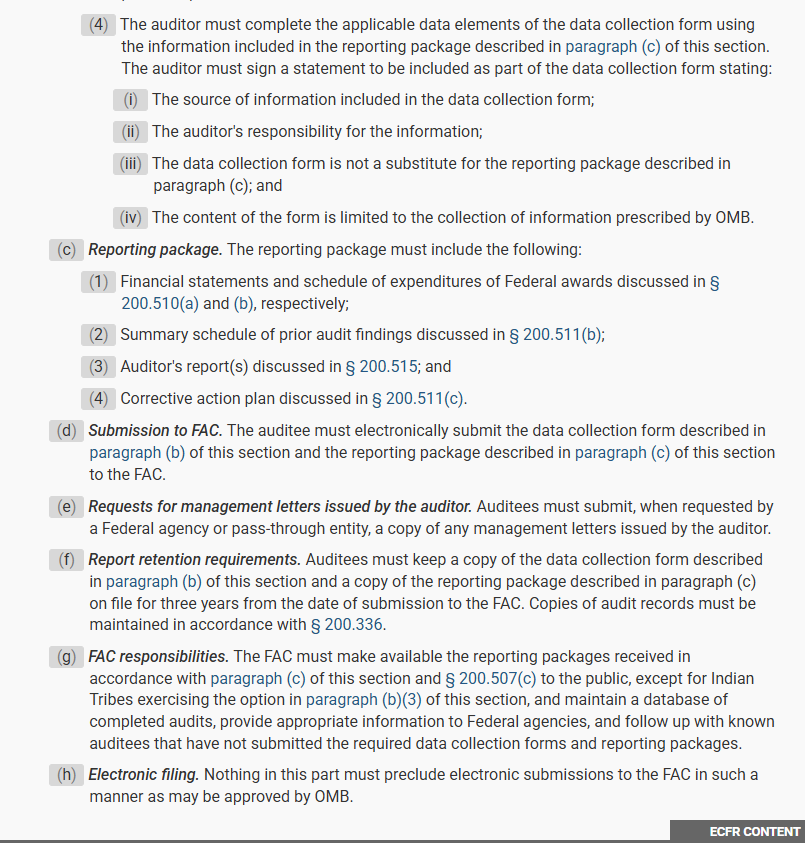 (4) The auditor must complete the applicable data elements of the data collection form using
the information included in the reporting package described in paragraph (c) of this section.
The auditor must sign a statement to be included as part of the data collection form stating:
(i) The source of information included in the data collection form;
(ii) The auditor's responsibility for the information;
(iii) The data collection form is not a substitute for the reporting package described in
paragraph (c); and
(iv) The content of the form is limited to the collection of information prescribed by OMB.
(c) Reporting package. The reporting package must include the following:
(1) Financial statements and schedule of expenditures of Federal awards discussed in §
200.510(a) and (b), respectively;
(2) Summary schedule of prior audit findings discussed in § 200.511(b);
(3) Auditor's report(s) discussed in § 200.515; and
(4) Corrective action plan discussed in § 200.511(c).
(d) Submission to FAC. The auditee must electronically submit the data collection form described in
paragraph (b) of this section and the reporting package described in paragraph (c) of this section
to the FAC.
(e) Requests for management letters issued by the auditor. Auditees must submit, when requested by
a Federal agency or pass-through entity, a copy of any management letters issued by the auditor.
(f) Report retention requirements. Auditees must keep a copy of the data collection form described
in paragraph (b) of this section and a copy of the reporting package described in paragraph (c)
on file for three years from the date of submission to the FAC. Copies of audit records must be
maintained in accordance with § 200.336.
(g) FAC responsibilities. The FAC must make available the reporting packages received in
accordance with paragraph (c) of this section and § 200.507(c) to the public, except for Indian
Tribes exercising the option in paragraph (b)(3) of this section, and maintain a database of
completed audits, provide appropriate information to Federal agencies, and follow up with known
auditees that have not submitted the required data collection forms and reporting packages.
(h) Electronic filing. Nothing in this part must preclude electronic submissions to the FAC in such a
manner as may be approved by OMB.
ECFR CONTENT